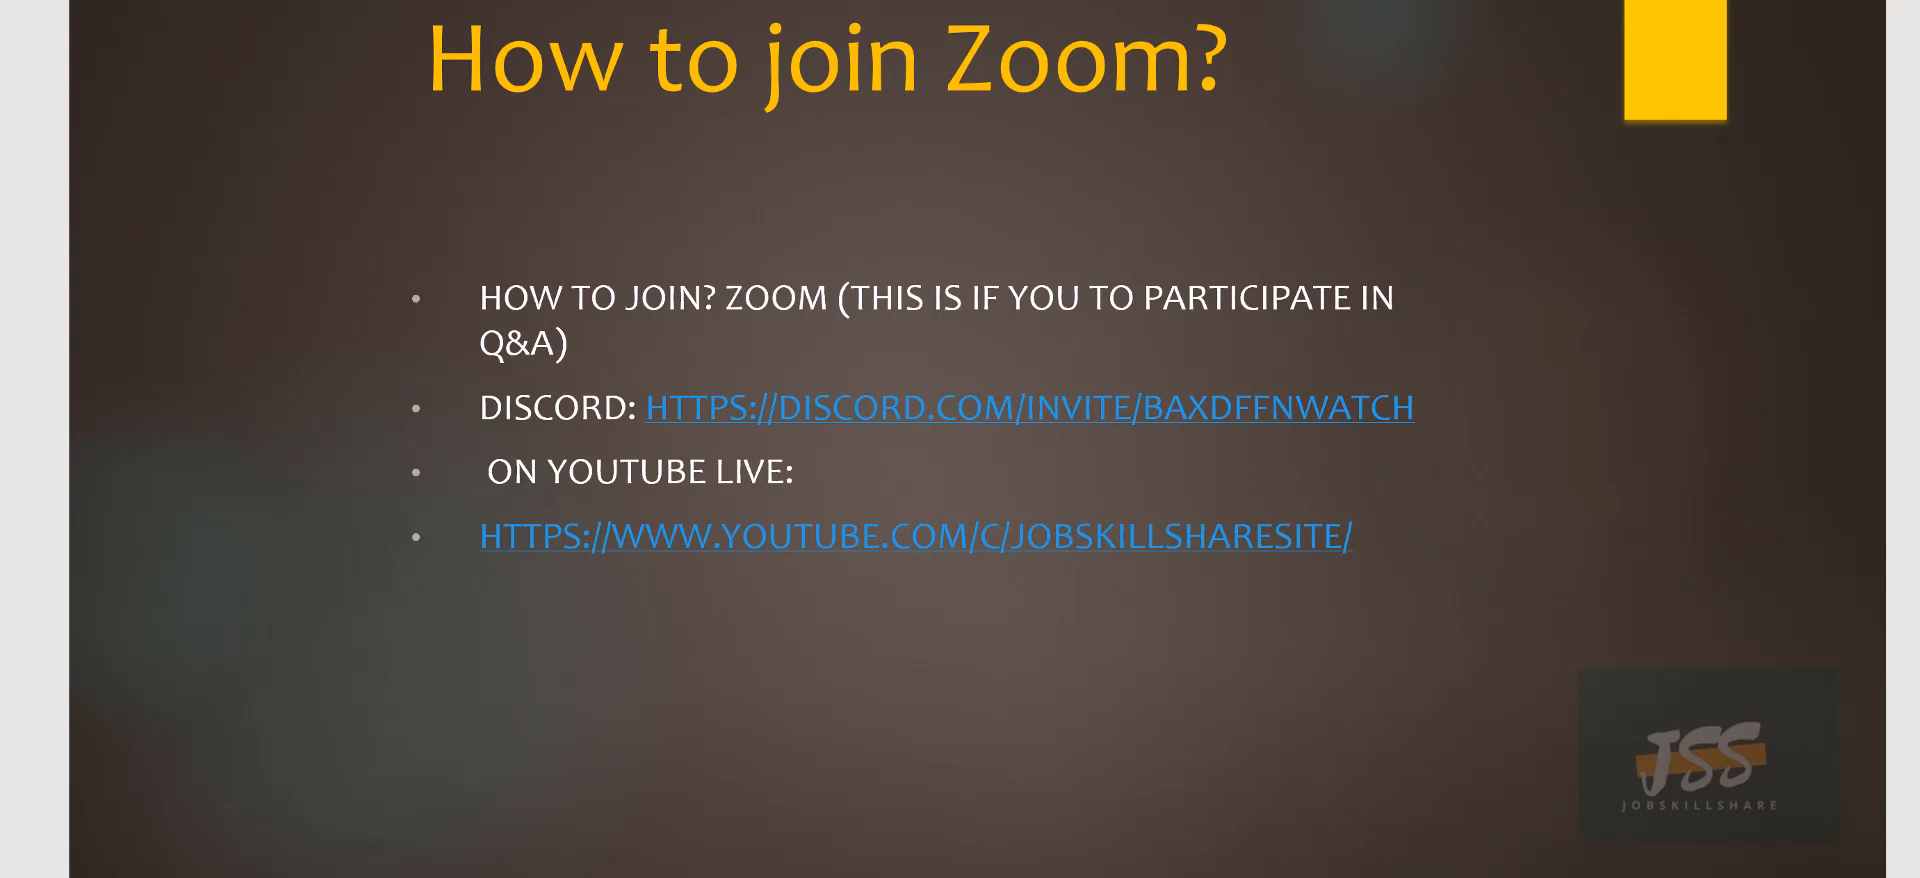 How to join Zoom?
HOW TO JOIN? ZOOM (THIS IS IF YOU TO PARTICIPATE IN
Q&A)
DISCORD: HTTPS://DISCORD.COM/INVITE/BAXDFFNWATCH
ON YOUTUBE LIVE:
HTTPS://WWW.YOUTUBE.COM/C/JOBSKILLSHARESITE/
JSS
JOBSKILLSHARE